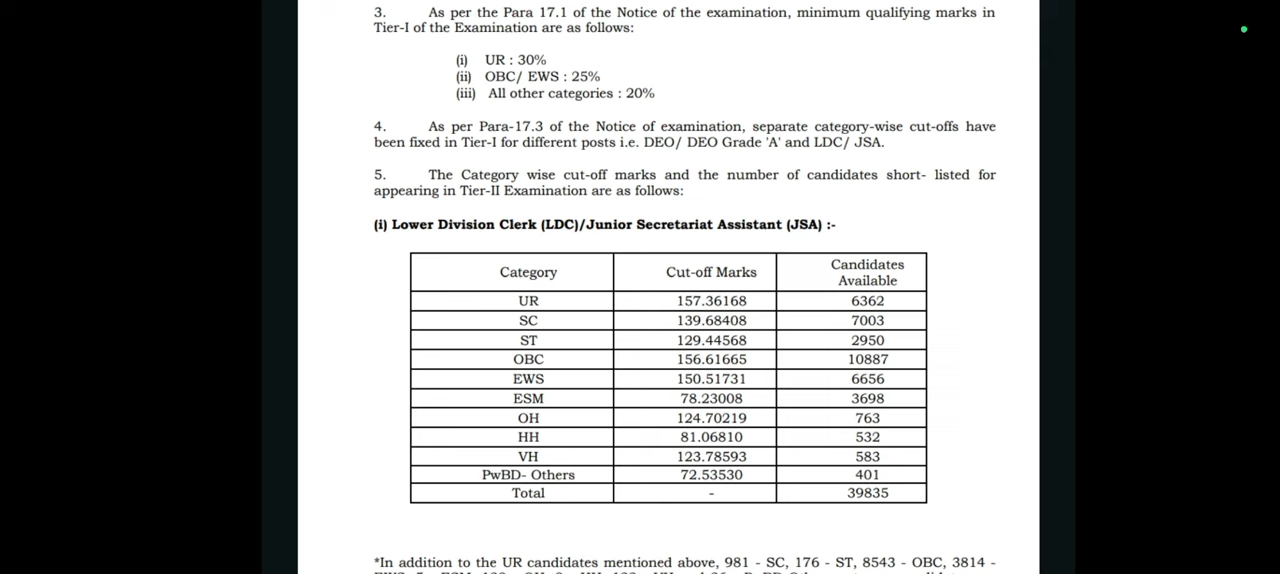 3. As per the Para 17.1 of the Notice of the examination, minimum qualifying marks in
Tier-I of the Examination are as follows:
(i) UR : 30%
(ii) OBC/ EWS : 25%
(iii) All other categories : 20%
4. As per Para-17.3 of the Notice of examination, separate category-wise cut-offs have
been fixed in Tier-I for different posts i.e. DEO/ DEO Grade 'A' and LDC/ JSA.
5. The Category wise cut-off marks and the number of candidates short- listed for
appearing in Tier-II Examination are as follows:
(i) Lower Division Clerk (LDC)/Junior Secretariat Assistant (JSA) :-
Category Cut-off Marks Candidates Available
UR 157.36168 6362
SC 139.68408 7003
ST 129.44568 2950
OBC 156.61665 10887
EWS 150.51731 6656
ESM 78.23008 3698
OH 124.70219 763
HH 81.06810 532
VH 123.78593 583
PwBD- Others 72.53530 401
Total - 39835
*In addition to the UR candidates mentioned above, 981 - SC, 176 - ST, 8543 - OBC, 3814 -